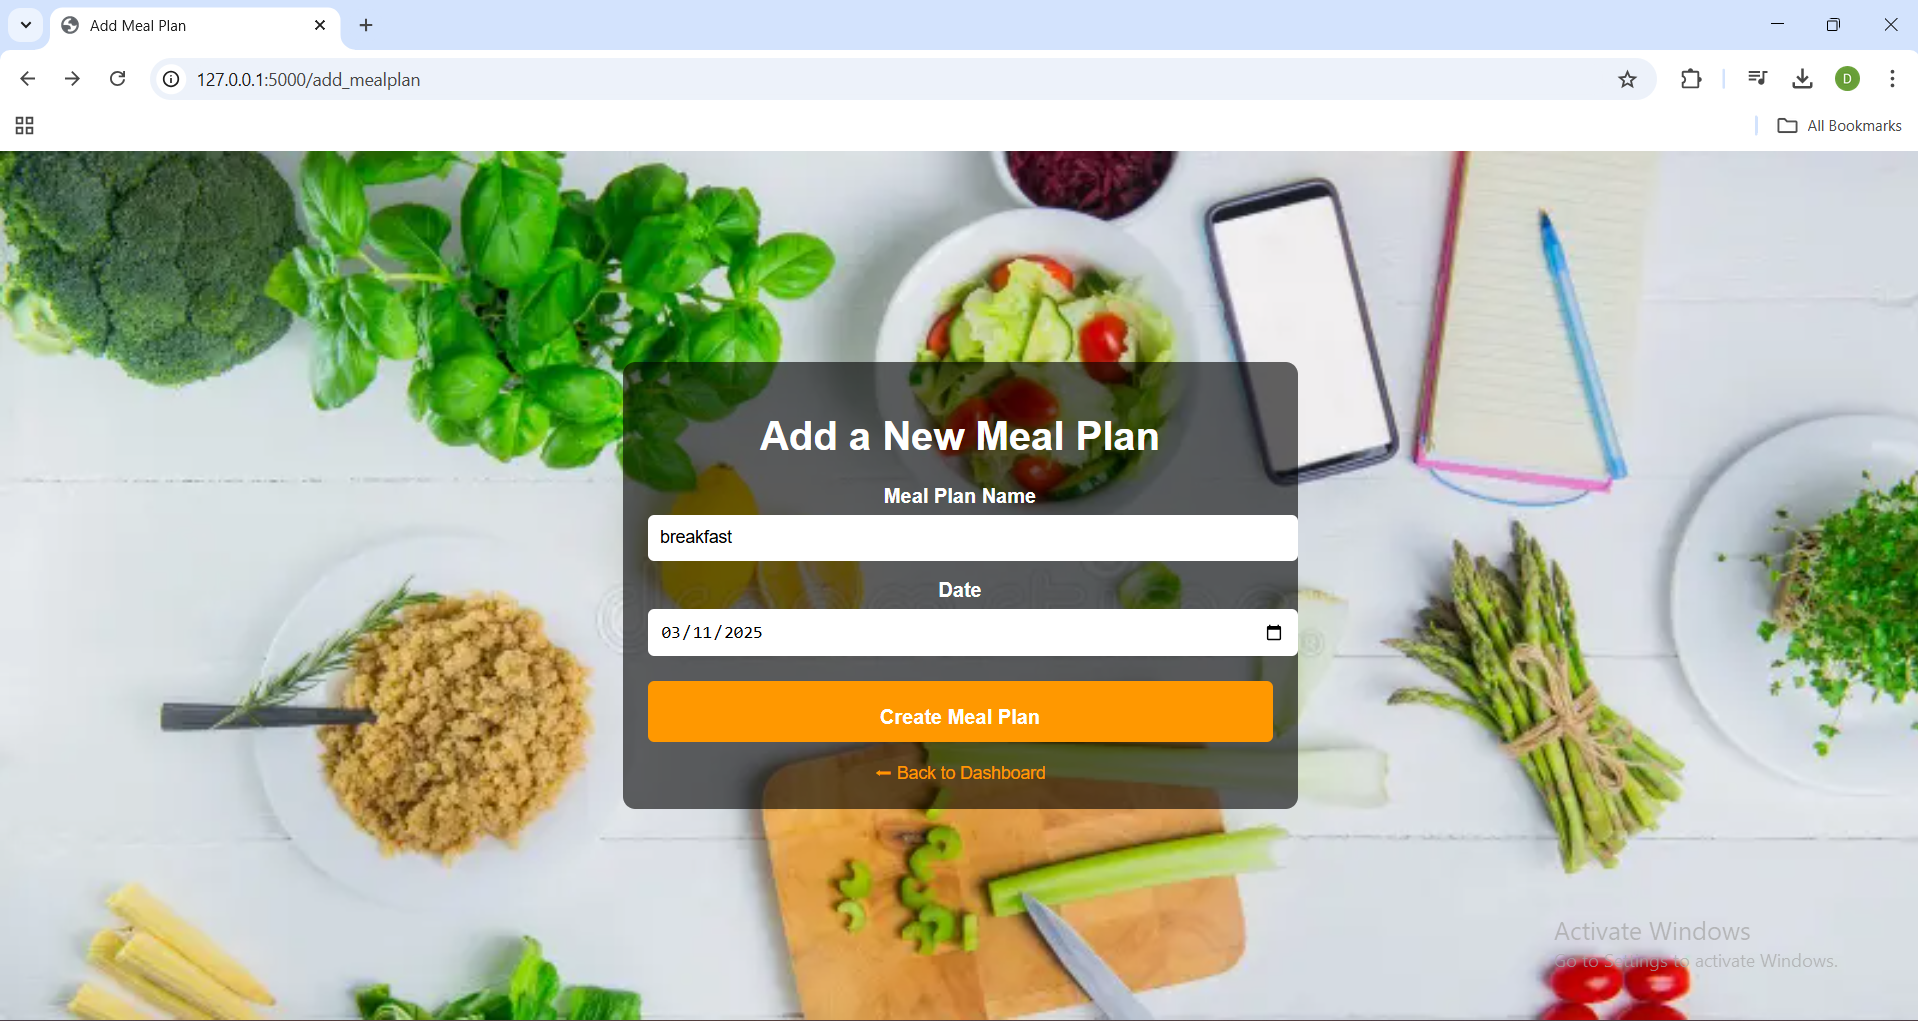 Add Meal Plan
127.0.0.1:5000/add_mealplan
D
All Bookmarks
Add a New Meal Plan
Meal Plan Name
breakfast
Date
03/11/2025
Create Meal Plan
← Back to Dashboard
Activate Windows
Go to Settings to activate Windows.